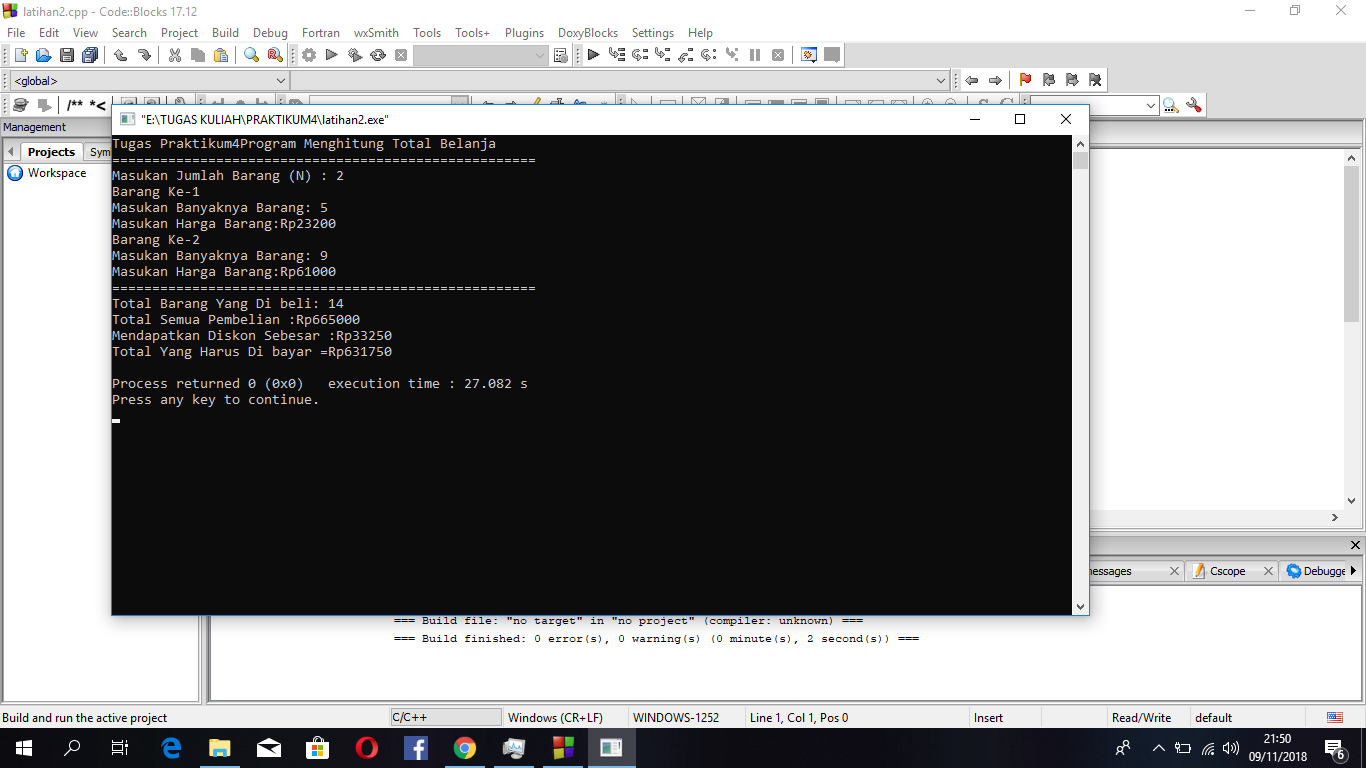 latihan2.cpp - Code::Blocks 17.12
File Edit View Search Project Build Debug Fortran wxSmith Tools Tools+ Plugins DoxyBlocks Settings Help
<global>
/** *<
Management
"E:\TUGAS KULIAH\PRAKTIKUM4\latihan2.exe"
Projects Sym
Workspace
Tugas Praktikum4Program Menghitung Total Belanja
=====================================================
Masukan Jumlah Barang (N) : 2
Barang Ke-1
Masukan Banyaknya Barang: 5
Masukan Harga Barang:Rp23200
Barang Ke-2
Masukan Banyaknya Barang: 9
Masukan Harga Barang:Rp61000
=====================================================
Total Barang Yang Di beli: 14
Total Semua Pembelian :Rp665000
Mendapatkan Diskon Sebesar :Rp33250
Total Yang Harus Di bayar =Rp631750
Process returned 0 (0x0)   execution time : 27.082 s
Press any key to continue.
essages Cscope Debugge
=== Build file: "no target" in "no project" (compiler: unknown) ===
=== Build finished: 0 error(s), 0 warning(s) (0 minute(s), 2 second(s)) ===
Build and run the active project C/C++ Windows (CR+LF) WINDOWS-1252 Line 1, Col 1, Pos 0 Insert Read/Write default
21:50
09/11/2018
6